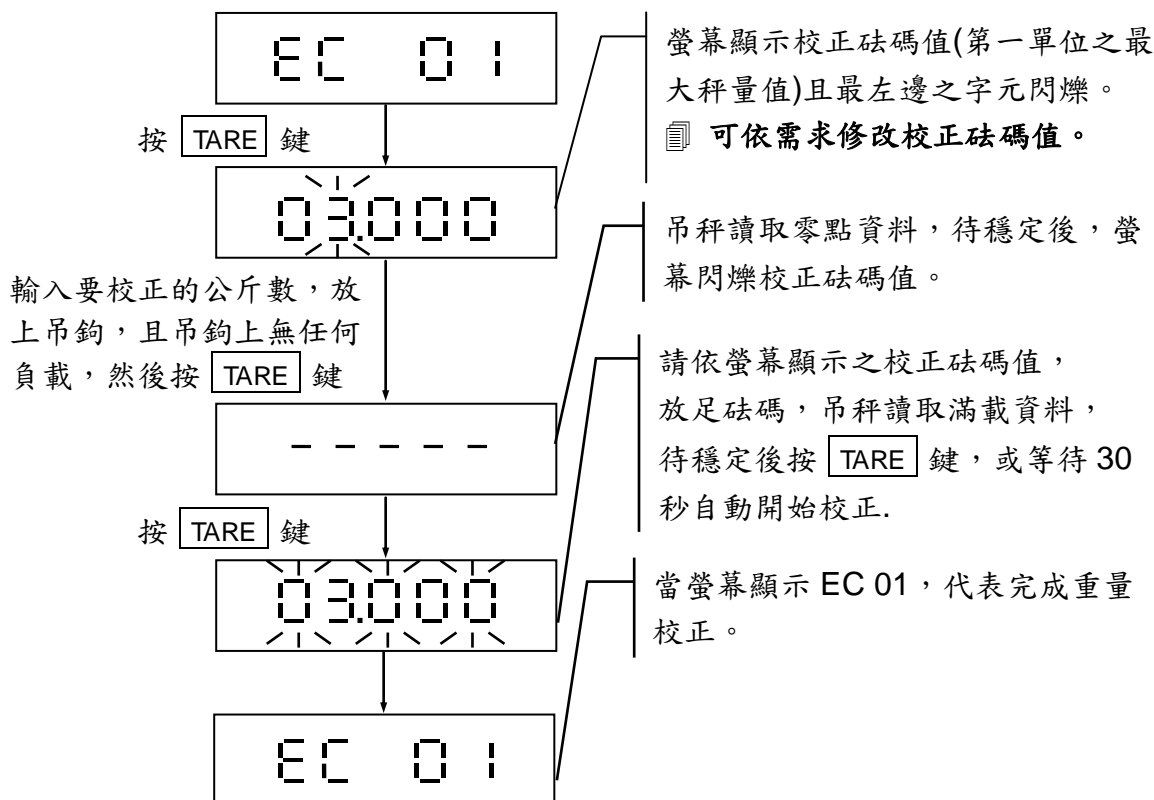 EC 01
螢幕顯示校正砝碼值(第一單位之最
大秤量值)且最左邊之字元閃爍。
可依需求修改校正砝碼值。
按 TARE 鍵
03.000
吊秤讀取零點資料，待穩定後，螢
幕閃爍校正砝碼值。
輸入要校正的公斤數，放
上吊鉤，且吊鉤上無任何
負載，然後按 TARE 鍵
- - - - -
請依螢幕顯示之校正砝碼值，
放足砝碼，吊秤讀取滿載資料，
待穩定後按 TARE 鍵，或等待 30
秒自動開始校正.
按 TARE 鍵
03.000
當螢幕顯示 EC 01，代表完成重量
校正。
EC 01